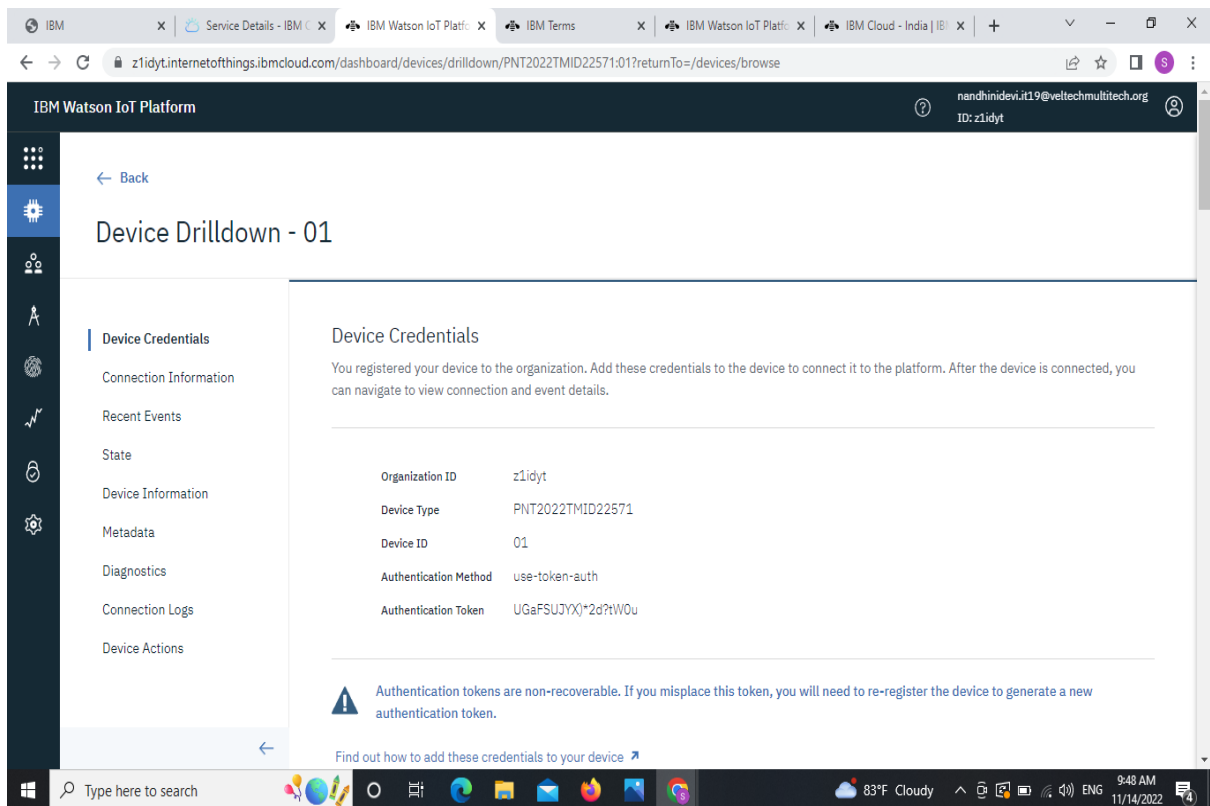 IBM
Service Details - IBM C
IBM Watson IoT Platfo
IBM Terms
IBM Watson IoT Platfo
IBM Cloud - India | IB
z1idyt.internetofthings.ibmcloud.com/dashboard/devices/drilldown/PNT2022TMID22571:01?returnTo=/devices/browse
S
IBM Watson IoT Platform
nandhinidevi.it19@veltechmultitech.org
ID: z1idyt
Back
Device Drilldown - 01
Device Credentials
Connection Information
Recent Events
State
Device Information
Metadata
Diagnostics
Connection Logs
Device Actions
Device Credentials
You registered your device to the organization. Add these credentials to the device to connect it to the platform. After the device is connected, you
can navigate to view connection and event details.
Organization ID z1idyt
Device Type PNT2022TMID22571
Device ID 01
Authentication Method use-token-auth
Authentication Token UGaFSUJYX)*2d?tW0u
Authentication tokens are non-recoverable. If you misplace this token, you will need to re-register the device to generate a new
authentication token.
Find out how to add these credentials to your device
Type here to search
83°F Cloudy
ENG
9:48 AM
11/14/2022
4